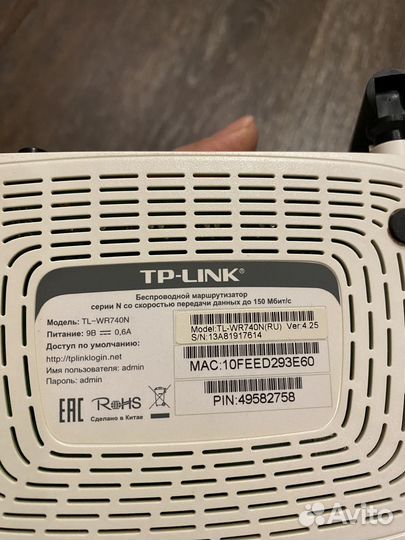 TP-LINK
Беспроводной маршрутизатор
серии N со скоростью передачи данных до 150 Мбит/с
Модель: TL-WR740N
Питание: 9В 0,6А
Доступ по умолчанию:
http://tplinklogin.net
Имя пользователя: admin
Пароль: admin
Model:TL-WR740N(RU) Ver:4.25
S/N:13A81917614
MAC:10FEED293E60
PIN:49582758
EAC RoHS
Сделано в Китае
Avito